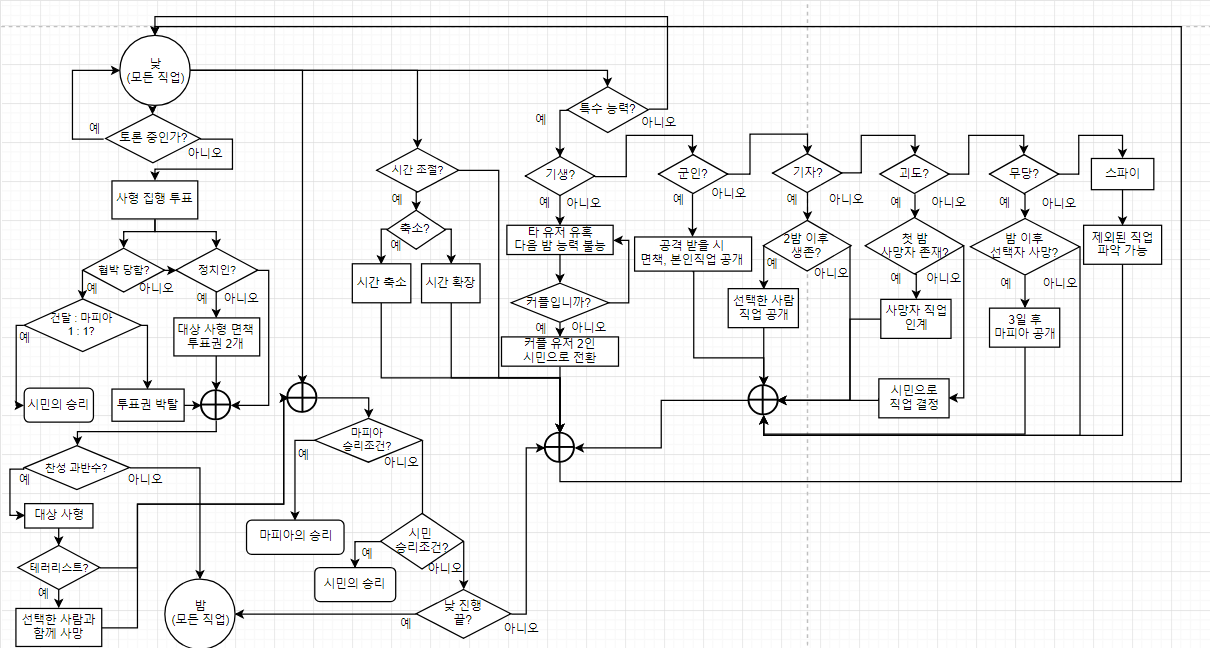 낮
(모든 직업)
예
토론 중인가?
아니오
사형 집행 투표
협박 당함?
예
아니오
정치인?
예
아니오
건달 : 마피아
1 : 1?
예
대상 사형 면책
투표권 2개
시민의 승리
투표권 박탈
찬성 과반수?
예
아니오
대상 사형
테러리스트?
예
선택한 사람과
함께 사망
밤
(모든 직업)
시간 조절?
예
축소?
예
시간 축소
시간 확장
마피아
승리조건?
예
아니오
마피아의 승리
시민
승리조건?
예
아니오
시민의 승리
낮 진행
끝?
예
아니오
특수 능력?
예
아니오
기생?
예
아니오
타 유저 유혹
다음 밤 능력 불능
커플입니까?
예
아니오
커플 유저 2인
시민으로 전환
군인?
예
아니오
공격 받을 시
면책, 본인직업 공개
기자?
예
아니오
2밤 이후
생존?
예
아니오
선택한 사람
직업 공개
괴도?
예
아니오
첫 밤
사망자 존재?
예
아니오
사망자 직업
인계
시민으로
직업 결정
무당?
예
아니오
밤 이후
선택자 사망?
예
아니오
3일 후
마피아 공개
스파이
제외된 직업
파악 가능